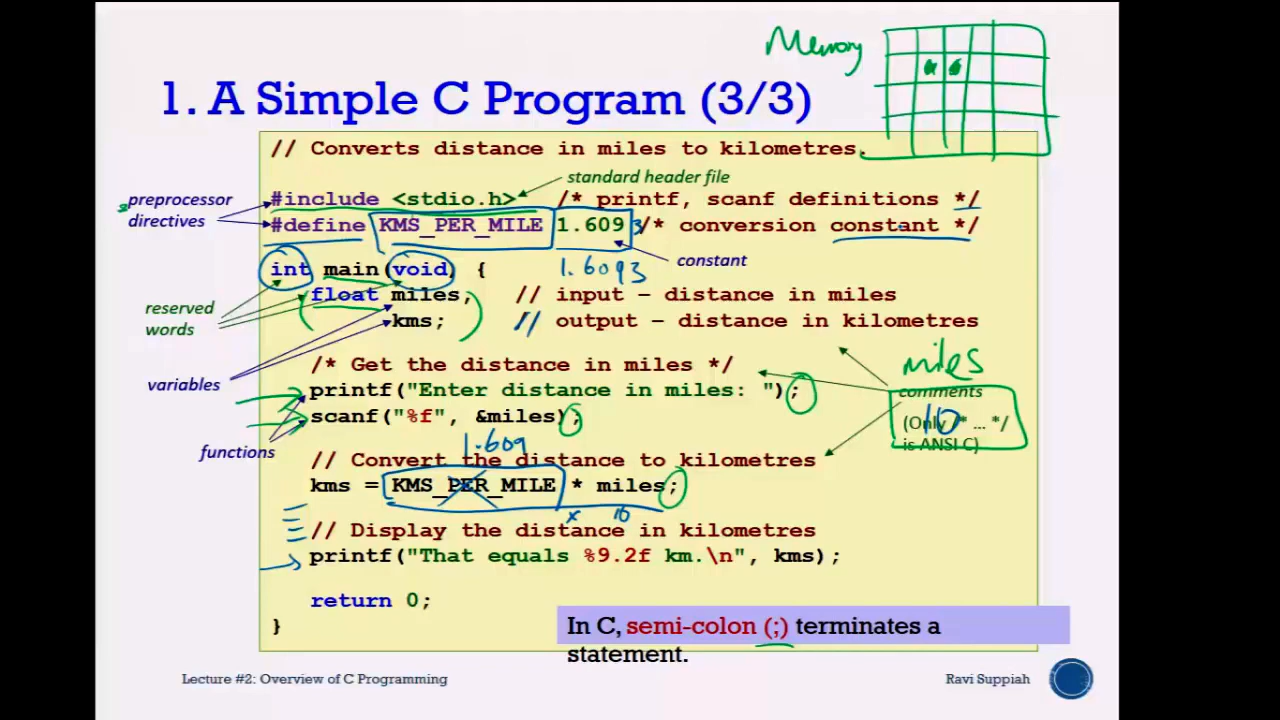 Memory
1. A Simple C Program (3/3)
// Converts distance in miles to kilometres.
standard header file
preprocessor directives
#include <stdio.h> /* printf, scanf definitions */
#define KMS_PER_MILE 1.609 /* conversion constant */
3
constant
1.6093
int main(void) {
reserved words
float miles, // input – distance in miles
kms; // output – distance in kilometres
variables
/* Get the distance in miles */
miles
printf("Enter distance in miles: ");
comments
(Only /* ... */ is ANSI C)
10
scanf("%f", &miles);
functions
1.609
// Convert the distance to kilometres
kms = KMS_PER_MILE * miles;
x 10
// Display the distance in kilometres
printf("That equals %9.2f km.\n", kms);
return 0;
}
In C, semi-colon (;) terminates a
statement.
Lecture #2: Overview of C Programming
Ravi Suppiah